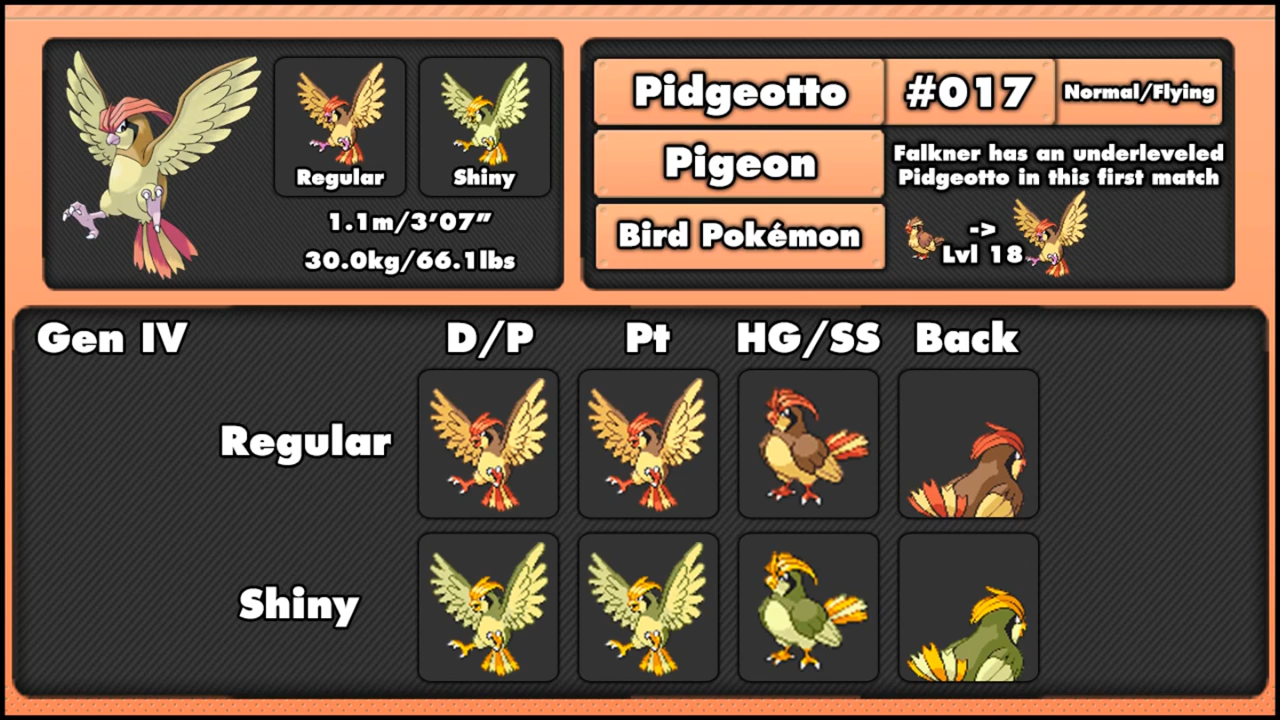 Regular
Shiny
1.1m/3’07”
30.0kg/66.1lbs
Pidgeotto
#017
Normal/Flying
Pigeon
Bird Pokémon
Falkner has an underleveled
Pidgeotto in this first match
->
Lvl 18
Gen IV
D/P
Pt
HG/SS
Back
Regular
Shiny